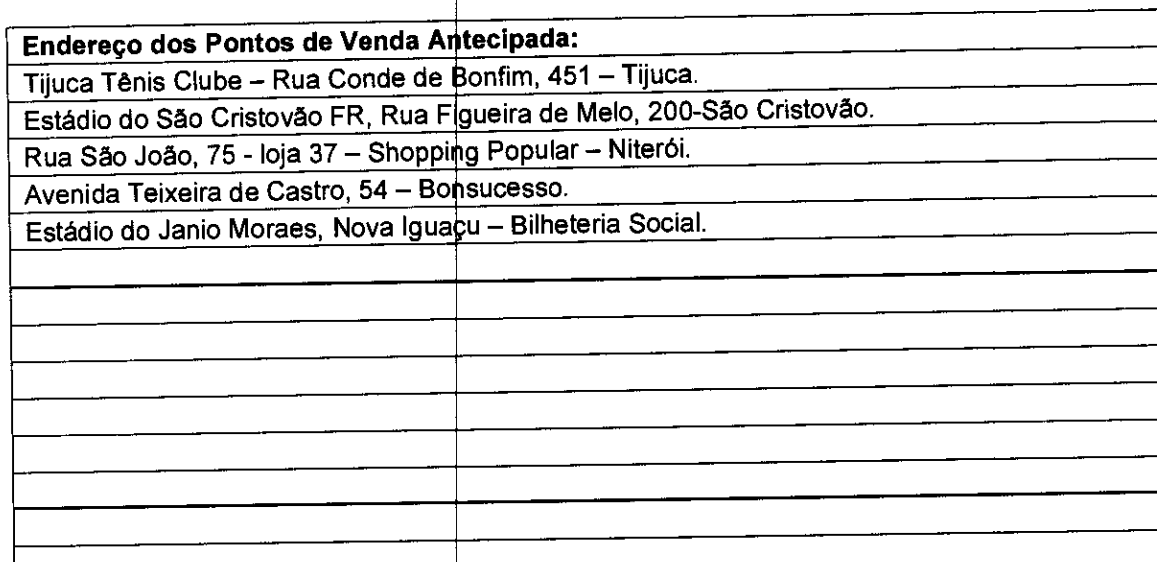 Endereço dos Pontos de Venda Antecipada:
Tijuca Tênis Clube – Rua Conde de Bonfim, 451 – Tijuca.
Estádio do São Cristovão FR, Rua Figueira de Melo, 200-São Cristovão.
Rua São João, 75 - loja 37 – Shopping Popular – Niterói.
Avenida Teixeira de Castro, 54 – Bonsucesso.
Estádio do Janio Moraes, Nova Iguaçu – Bilheteria Social.